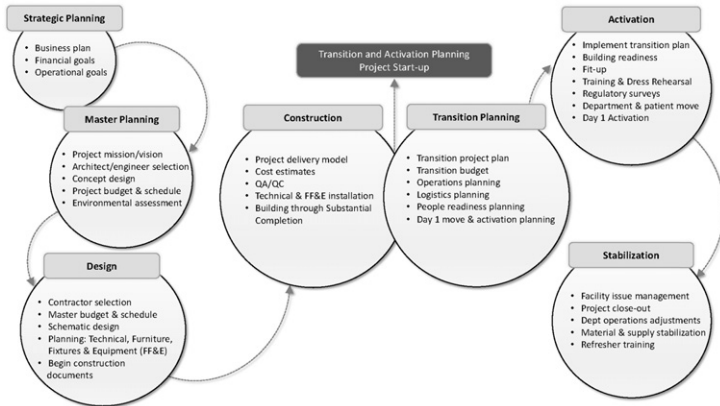 Strategic Planning
• Business plan
• Financial goals
• Operational goals
Master Planning
• Project mission/vision
• Architect/engineer selection
• Concept design
• Project budget & schedule
• Environmental assessment
Design
• Contractor selection
• Master budget & schedule
• Schematic design
• Planning: Technical, Furniture,
Fixtures & Equipment (FF&E)
• Begin construction
documents
Construction
• Project delivery model
• Cost estimates
• QA/QC
• Technical & FF&E installation
• Building through Substantial
Completion
Transition and Activation Planning
Project Start-up
Transition Planning
• Transition project plan
• Transition budget
• Operations planning
• Logistics planning
• People readiness planning
• Day 1 move & activation planning
Activation
• Implement transition plan
• Building readiness
• Fit-up
• Training & Dress Rehearsal
• Regulatory surveys
• Department & patient move
• Day 1 Activation
Stabilization
• Facility issue management
• Project close-out
• Dept operations adjustments
• Material & supply stabilization
• Refresher training